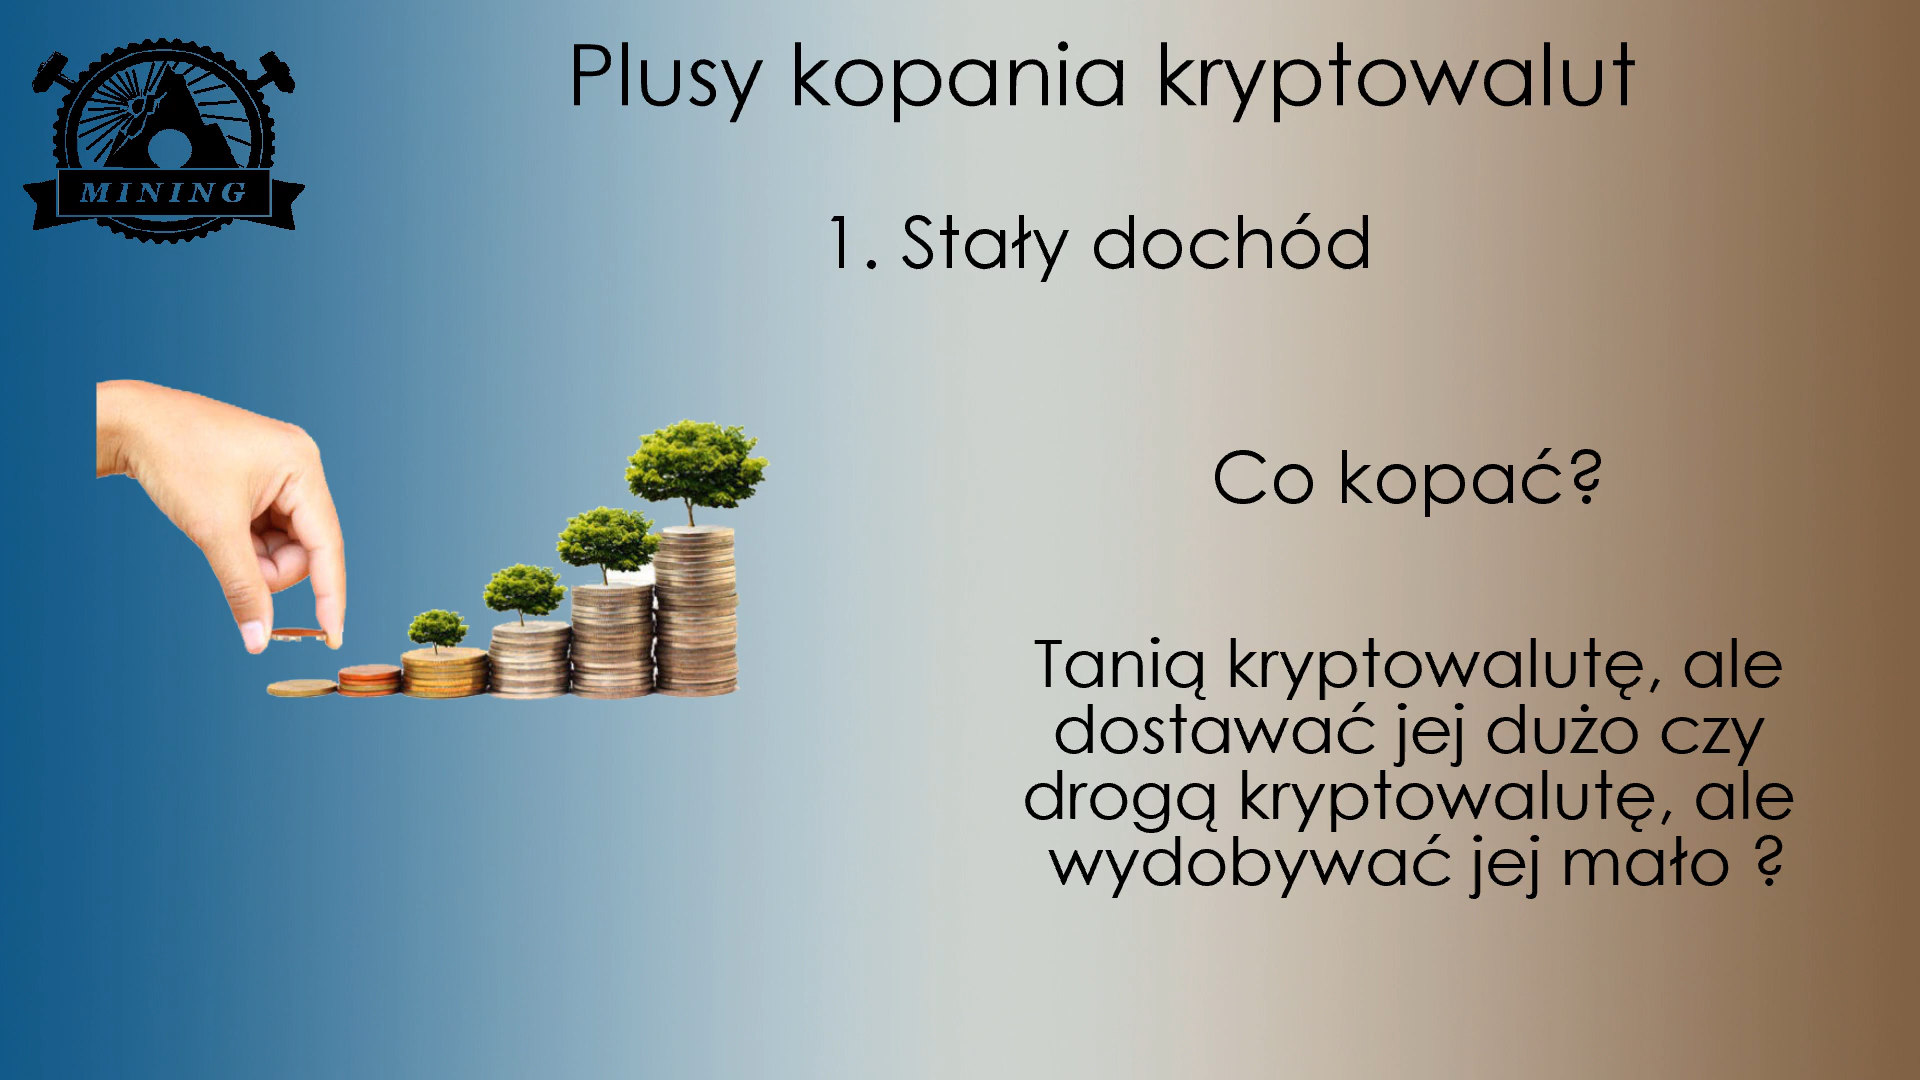 MINING
Plusy kopania kryptowalut
1. Stały dochód
Co kopać?
Tanią kryptowalutę, ale
dostawać jej dużo czy
drogą kryptowalutę, ale
wydobywać jej mało ?